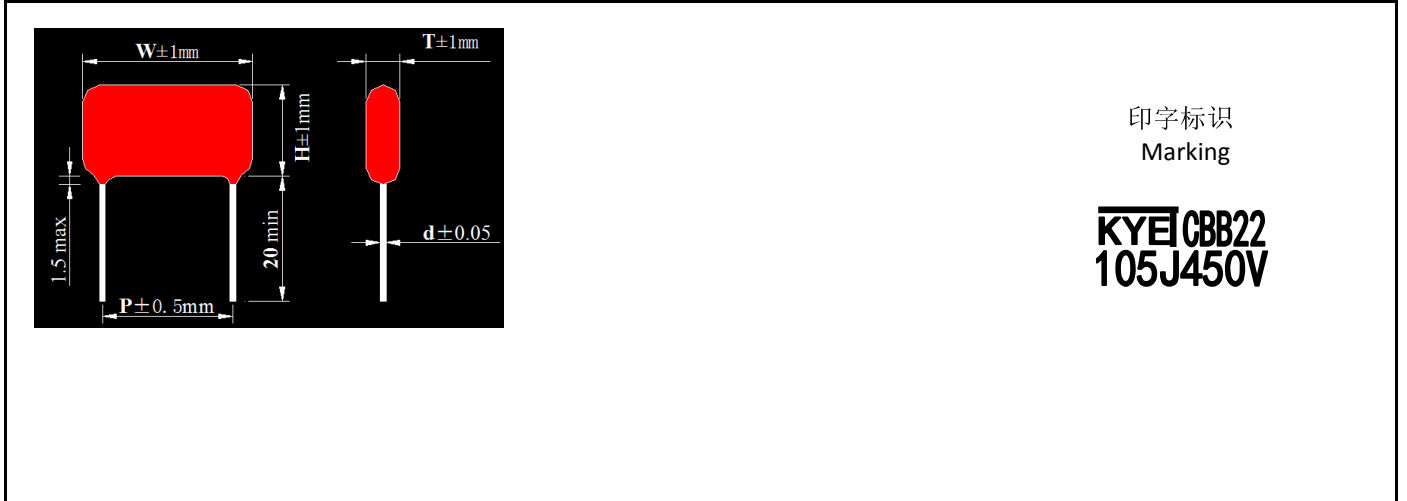 W±1mm
T±1mm
H±1mm
1.5 max
20 min
d±0.05
P±0.5mm
印字标识
Marking
KYET CBB22
105J450V